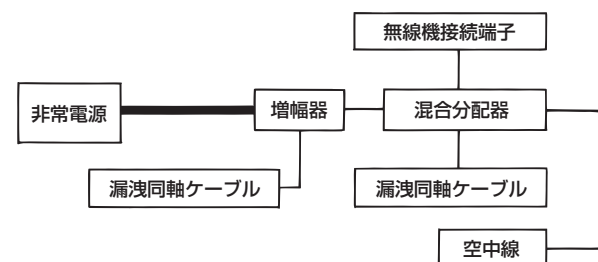 無線機接続端子
非常電源
増幅器
混合分配器
漏洩同軸ケーブル
漏洩同軸ケーブル
空中線